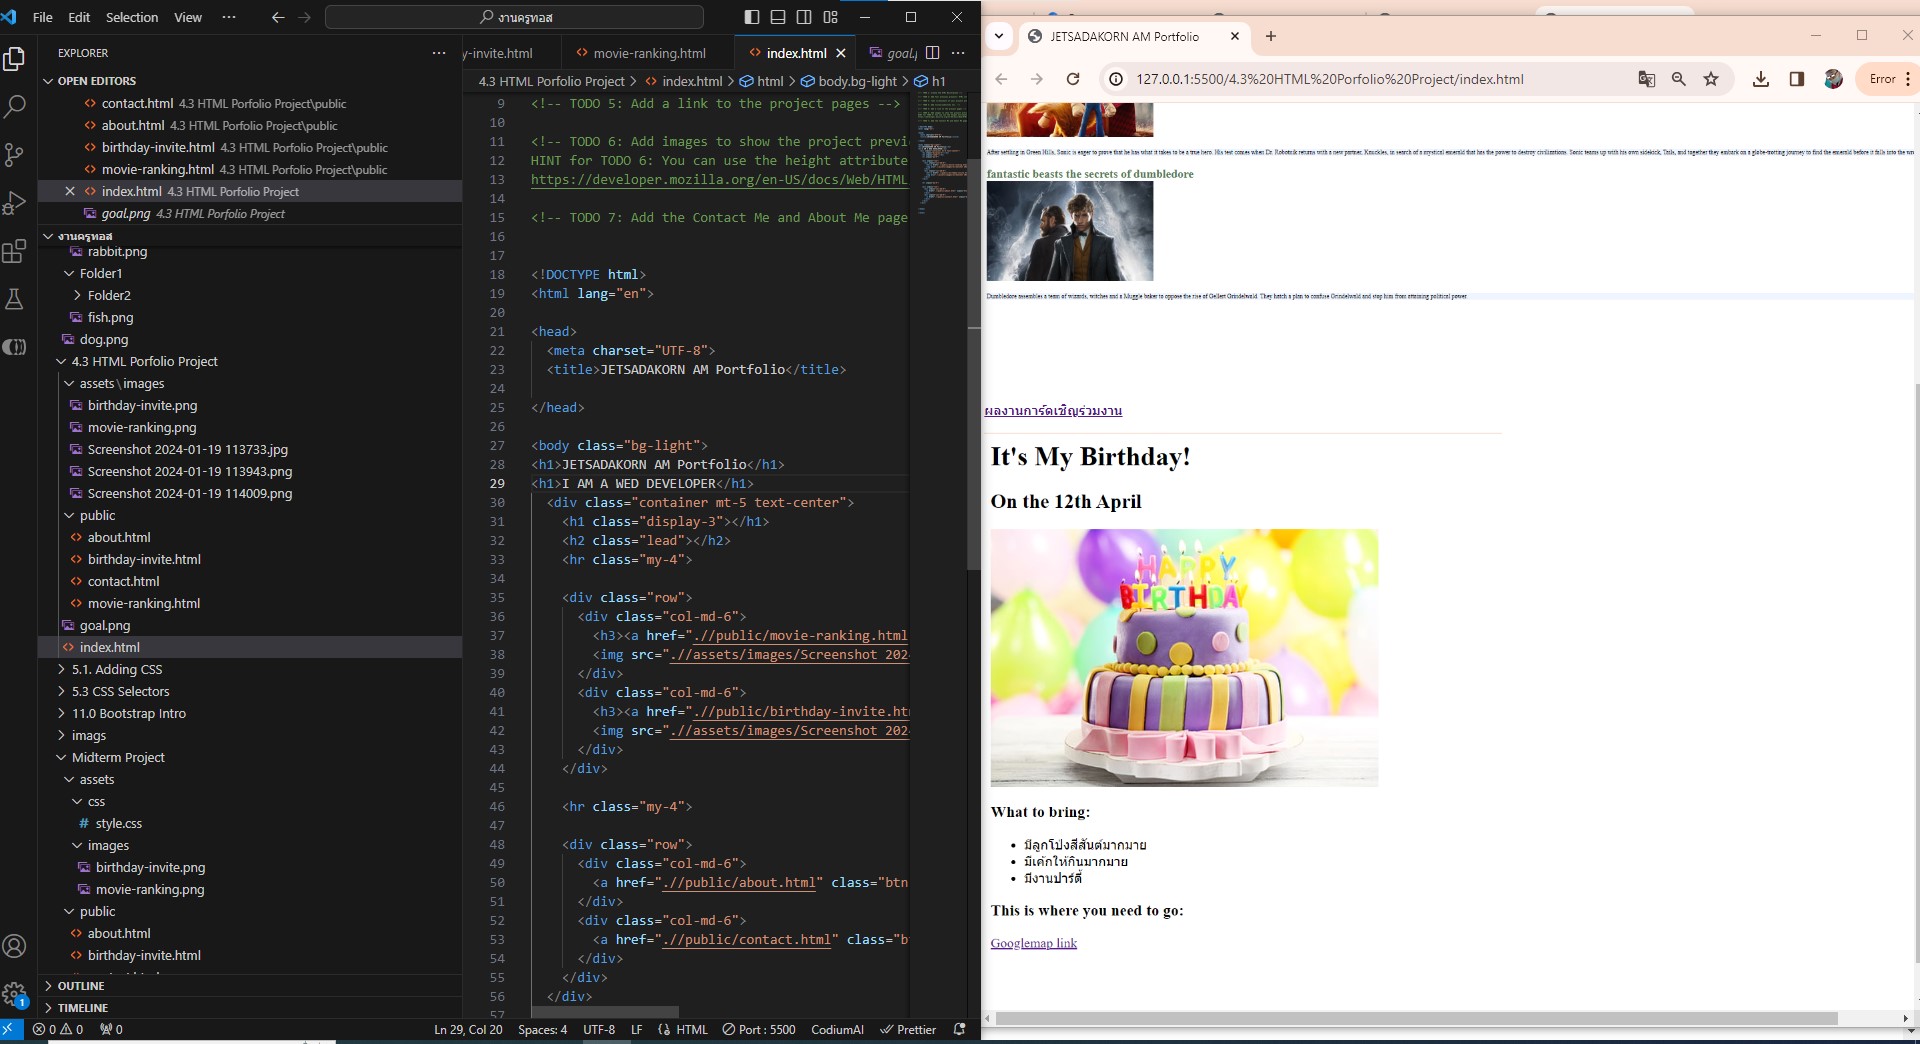 File Edit Selection View ··· งานครูทอส
EXPLORER
OPEN EDITORS
contact.html 4.3 HTML Porfolio Project\public
about.html 4.3 HTML Porfolio Project\public
birthday-invite.html 4.3 HTML Porfolio Project\public
movie-ranking.html 4.3 HTML Porfolio Project\public
index.html 4.3 HTML Porfolio Project
goal.png 4.3 HTML Porfolio Project
งานครูทอส
rabbit.png
Folder1
Folder2
fish.png
dog.png
4.3 HTML Porfolio Project
assets\images
birthday-invite.png
movie-ranking.png
Screenshot 2024-01-19 113733.jpg
Screenshot 2024-01-19 113943.png
Screenshot 2024-01-19 114009.png
public
about.html
birthday-invite.html
contact.html
movie-ranking.html
goal.png
index.html
5.1. Adding CSS
5.3 CSS Selectors
11.0 Bootstrap Intro
imags
Midterm Project
assets
css
style.css
images
birthday-invite.png
movie-ranking.png
public
about.html
birthday-invite.html
OUTLINE
TIMELINE
y-invite.html movie-ranking.html index.html goal.p
4.3 HTML Porfolio Project > index.html > html > body.bg-light > h1
9 <!-- TODO 5: Add a link to the project pages -->
10
11 <!-- TODO 6: Add images to show the project previ
12 HINT for TODO 6: You can use the height attribute
13 https://developer.mozilla.org/en-US/docs/Web/HTML
14
15 <!-- TODO 7: Add the Contact Me and About Me page
16
17
18 <!DOCTYPE html>
19 <html lang="en">
20
21 <head>
22 <meta charset="UTF-8">
23 <title>JETSADAKORN AM Portfolio</title>
24
25 </head>
26
27 <body class="bg-light">
28 <h1>JETSADAKORN AM Portfolio</h1>
29 <h1>I AM A WED DEVELOPER</h1>
30 <div class="container mt-5 text-center">
31 <h1 class="display-3"></h1>
32 <h2 class="lead"></h2>
33 <hr class="my-4">
34
35 <div class="row">
36 <div class="col-md-6">
37 <h3><a href=".//public/movie-ranking.html
38 <img src=".//assets/images/Screenshot 202
39 </div>
40 <div class="col-md-6">
41 <h3><a href=".//public/birthday-invite.ht
42 <img src=".//assets/images/Screenshot 202
43 </div>
44 </div>
45
46 <hr class="my-4">
47
48 <div class="row">
49 <div class="col-md-6">
50 <a href=".//public/about.html" class="btn
51 </div>
52 <div class="col-md-6">
53 <a href=".//public/contact.html" class="b
54 </div>
55 </div>
56 </div>
57
0 0 0 Ln 29, Col 20 Spaces: 4 UTF-8 LF HTML Port : 5500 CodiumAI Prettier
1
JETSADAKORN AM Portfolio
127.0.0.1:5500/4.3%20HTML%20Porfolio%20Project/index.html Error
After settling in Green Hills, Sonic is eager to prove that he has what it takes to be a true hero. His test comes when Dr. Robotnik returns with a new partner, Knuckles, in search of a mystical emerald that has the power to destroy civilizations. Sonic teams up with his own sidekick, Tails, and together they embark on a globe-trotting journey to find the emerald before it falls into the wro
fantastic beasts the secrets of dumbledore
Dumbledore assembles a team of wizards, witches and a Muggle baker to oppose the rise of Gellert Grindelwald. They hatch a plan to confuse Grindelwald and stop him from attaining political power
ผลงานการ์ดเชิญร่วมงาน
It's My Birthday!
On the 12th April
HAPPY
BIRTHDAY
What to bring:
• มีลูกโป่งสีสันต์มากมาย
• มีเค้กให้กินมากมาย
• มีงานปาร์ตี้
This is where you need to go:
Googlemap link